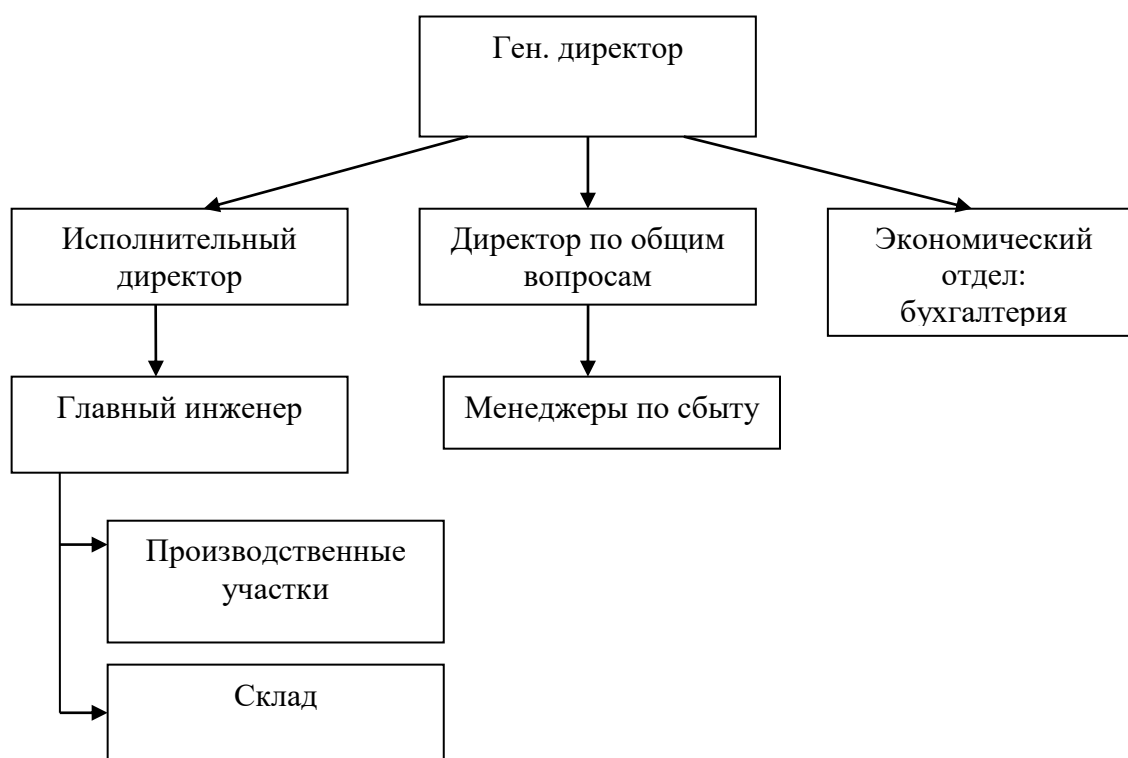 Ген. директор
Исполнительный
директор
Директор по общим
вопросам
Экономический
отдел:
бухгалтерия
Главный инженер
Менеджеры по сбыту
Производственные
участки
Склад